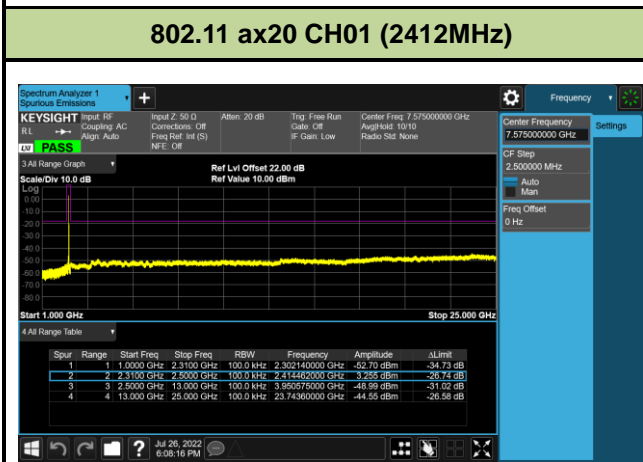 802.11 ax20 CH01 (2412MHz)
Spectrum Analyzer 1
Spurious Emissions
Frequency
KEYSIGHT Input: RF
R L Coupling: AC
Align: Auto
LXI PASS
Input Z: 50 Ω
Corrections: Off
Freq Ref: Int (S)
NFE: Off
Atten: 20 dB
Trig: Free Run
Gate: Off
IF Gain: Low
Center Freq: 7.575000000 GHz
Avg|Hold: 10/10
Radio Std: None
Center Frequency
7.575000000 GHz
Settings
CF Step
2.500000 MHz
Auto
Man
Freq Offset
0 Hz
3 All Range Graph
Scale/Div 10.0 dB
Ref Lvl Offset 22.00 dB
Ref Value 10.00 dBm
Log
0.00
-10.0
-20.0
-30.0
-40.0
-50.0
-60.0
-70.0
-80.0
Start 1.000 GHz Stop 25.000 GHz
4 All Range Table
Spur Range Start Freq Stop Freq RBW Frequency Amplitude ΔLimit
1 1 1.0000 GHz 2.3100 GHz 100.0 kHz 2.302140000 GHz -52.70 dBm -34.73 dB
2 2 2.3100 GHz 2.5000 GHz 100.0 kHz 2.414462000 GHz 3.255 dBm -26.74 dB
3 3 2.5000 GHz 13.000 GHz 100.0 kHz 3.950575000 GHz -48.99 dBm -31.02 dB
4 4 13.000 GHz 25.000 GHz 100.0 kHz 23.74360000 GHz -44.55 dBm -26.58 dB
Jul 26, 2022
6:08:16 PM